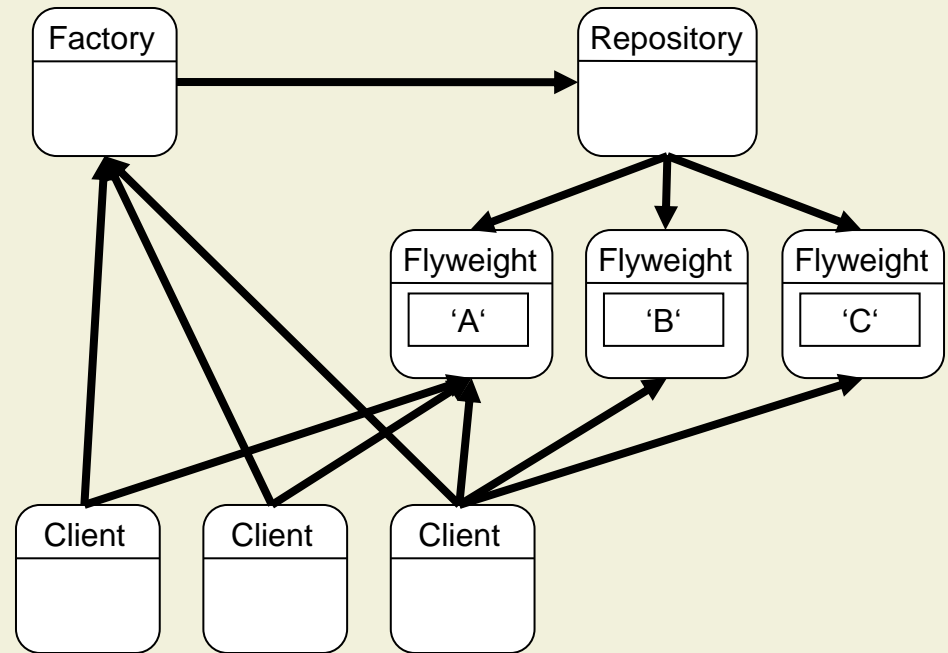 Factory
Repository
Flyweight
Flyweight
Flyweight
‘A‘
‘B‘
‘C‘
Client
Client
Client